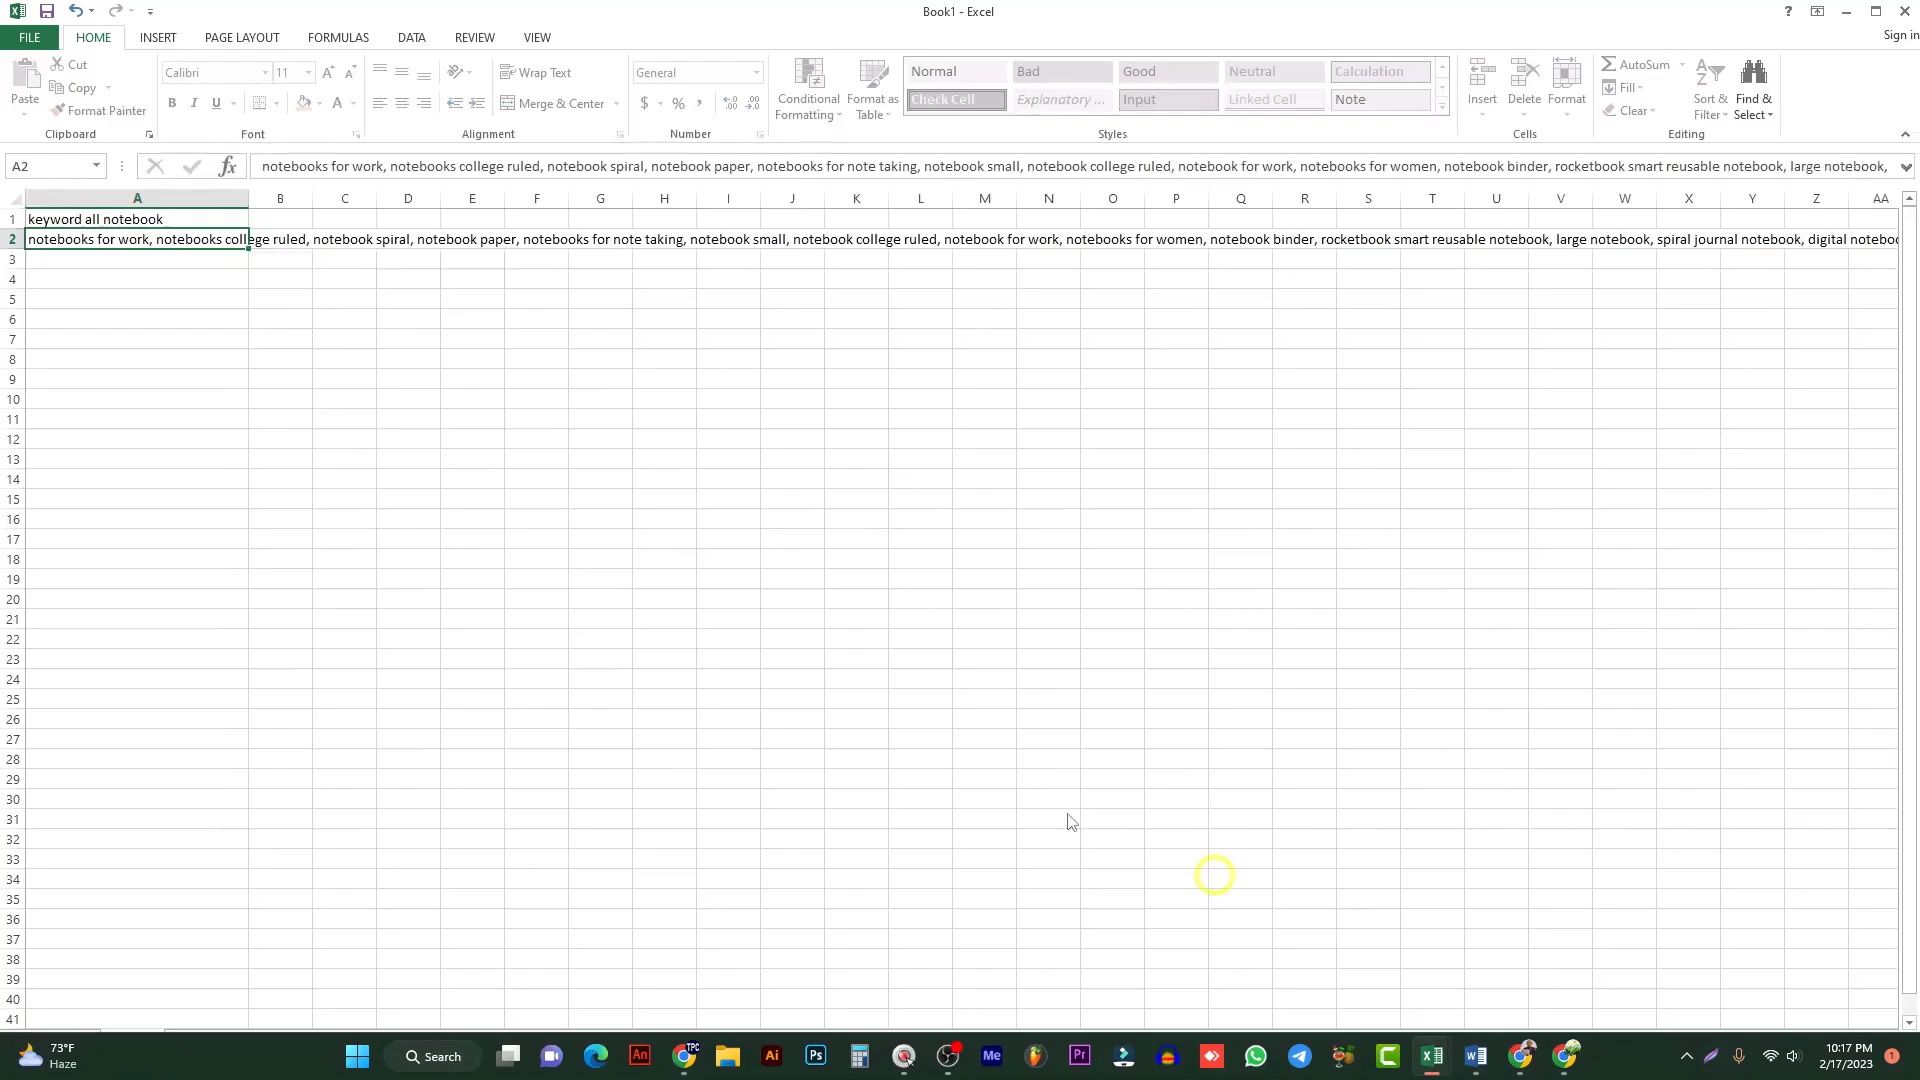 Book1 - Excel
?
Sign in
FILE HOME INSERT PAGE LAYOUT FORMULAS DATA REVIEW VIEW
Paste
Cut
Copy
Format Painter
Clipboard
Calibri 11
B I U
Font
Wrap Text
Merge & Center
Alignment
General
$ % ,
Number
Conditional Formatting
Format as Table
Normal Bad Good Neutral Calculation
Check Cell Explanatory ... Input Linked Cell Note
Styles
Insert Delete Format
Cells
AutoSum
Fill
Clear
Sort & Filter
Find & Select
Editing
A2
fx
notebooks for work, notebooks college ruled, notebook spiral, notebook paper, notebooks for note taking, notebook small, notebook college ruled, notebook for work, notebooks for women, notebook binder, rocketbook smart reusable notebook, large notebook,
A B C D E F G H I J K L M N O P Q R S T U V W X Y Z AA
1 keyword all notebook
2 notebooks for work, notebooks college ruled, notebook spiral, notebook paper, notebooks for note taking, notebook small, notebook college ruled, notebook for work, notebooks for women, notebook binder, rocketbook smart reusable notebook, large notebook, spiral journal notebook, digital noteboo
3
4
5
6
7
8
9
10
11
12
13
14
15
16
17
18
19
20
21
22
23
24
25
26
27
28
29
30
31
32
33
34
35
36
37
38
39
40
41
73°F
Haze
Search
An
TPC
Ai
Ps
Me
Pr
10:17 PM
2/17/2023
1